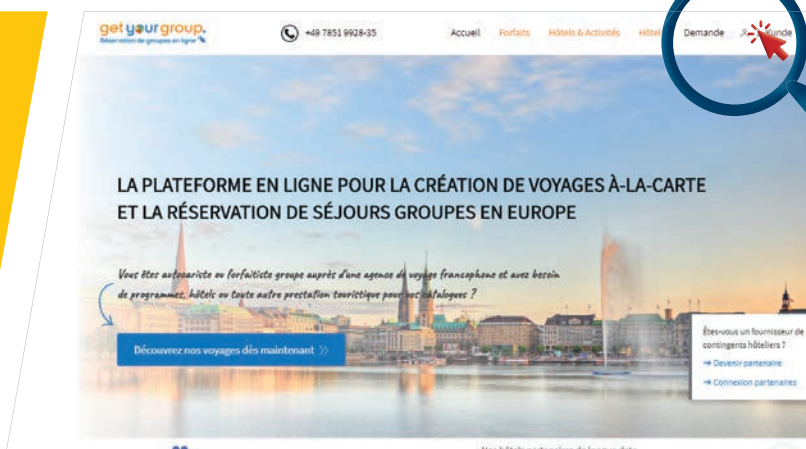 get your group.
Réservation de groupes en ligne
+49 7851 9928-35
Accueil Forfaits Hôtels & Activités Hôtel Demande Kunde
LA PLATEFORME EN LIGNE POUR LA CRÉATION DE VOYAGES À-LA-CARTE
ET LA RÉSERVATION DE SÉJOURS GROUPES EN EUROPE
Vous êtes autocariste ou forfaitiste groupe auprès d'une agence de voyage francophone et avez besoin
de programmes, hôtels ou toute autre prestation touristique pour vos catalogues ?
Découvrez nos voyages dès maintenant
Êtes-vous un fournisseur de
contingents hôteliers ?
→ Devenir partenaire
→ Connexion partenaires